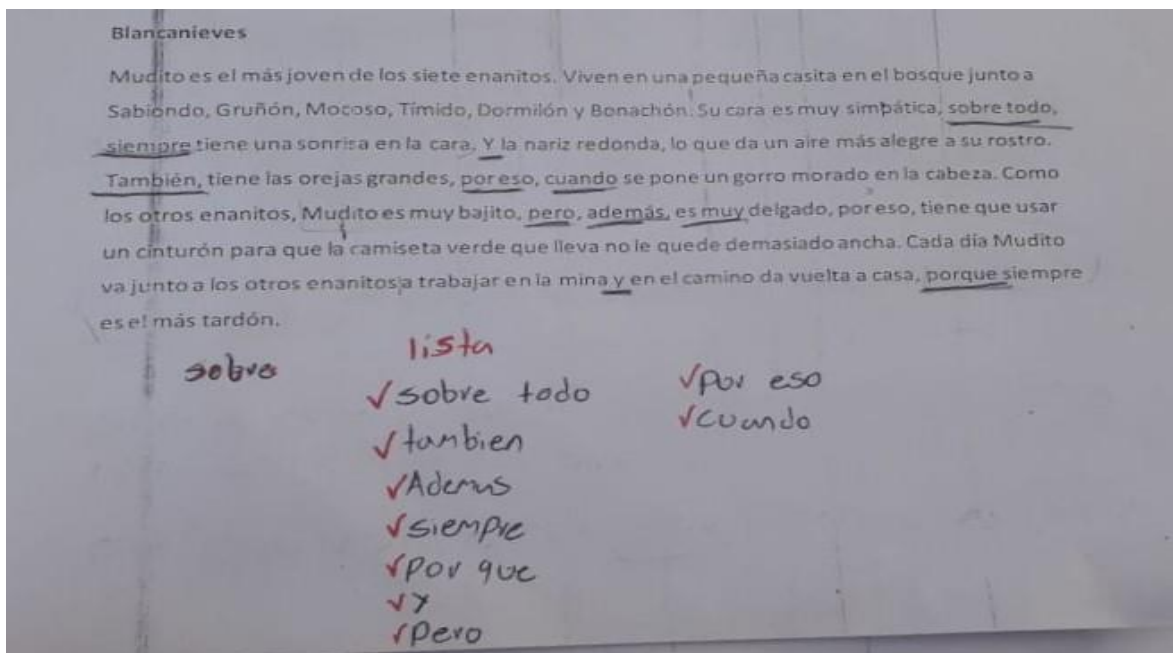 Blancanieves
Mudito es el más joven de los siete enanitos. Viven en una pequeña casita en el bosque junto a
Sabiondo, Gruñón, Mocoso, Tímido, Dormilón y Bonachón. Su cara es muy simpática, sobre todo,
siempre tiene una sonrisa en la cara. Y la nariz redonda, lo que da un aire más alegre a su rostro.
También, tiene las orejas grandes, por eso, cuando se pone un gorro morado en la cabeza. Como
los otros enanitos, Mudito es muy bajito, pero, además, es muy delgado, por eso, tiene que usar
un cinturón para que la camiseta verde que lleva no le quede demasiado ancha. Cada día Mudito
va junto a los otros enanitos a trabajar en la mina y en el camino da vuelta a casa, porque siempre
es el más tardón.
sobre
lista
✓sobre todo
✓tambien
✓Ademas
✓siempre
✓por que
✓y
✓pero
✓por eso
✓cuando